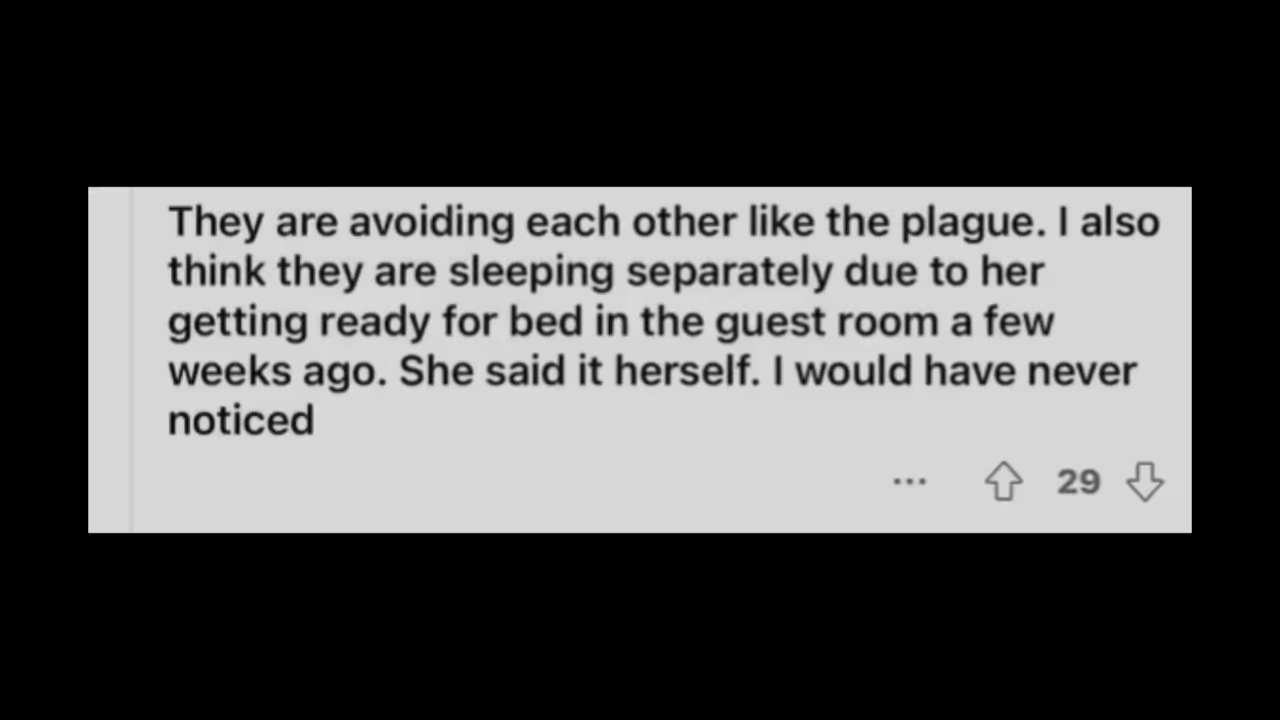 They are avoiding each other like the plague. I also
think they are sleeping separately due to her
getting ready for bed in the guest room a few
weeks ago. She said it herself. I would have never
noticed
... 29